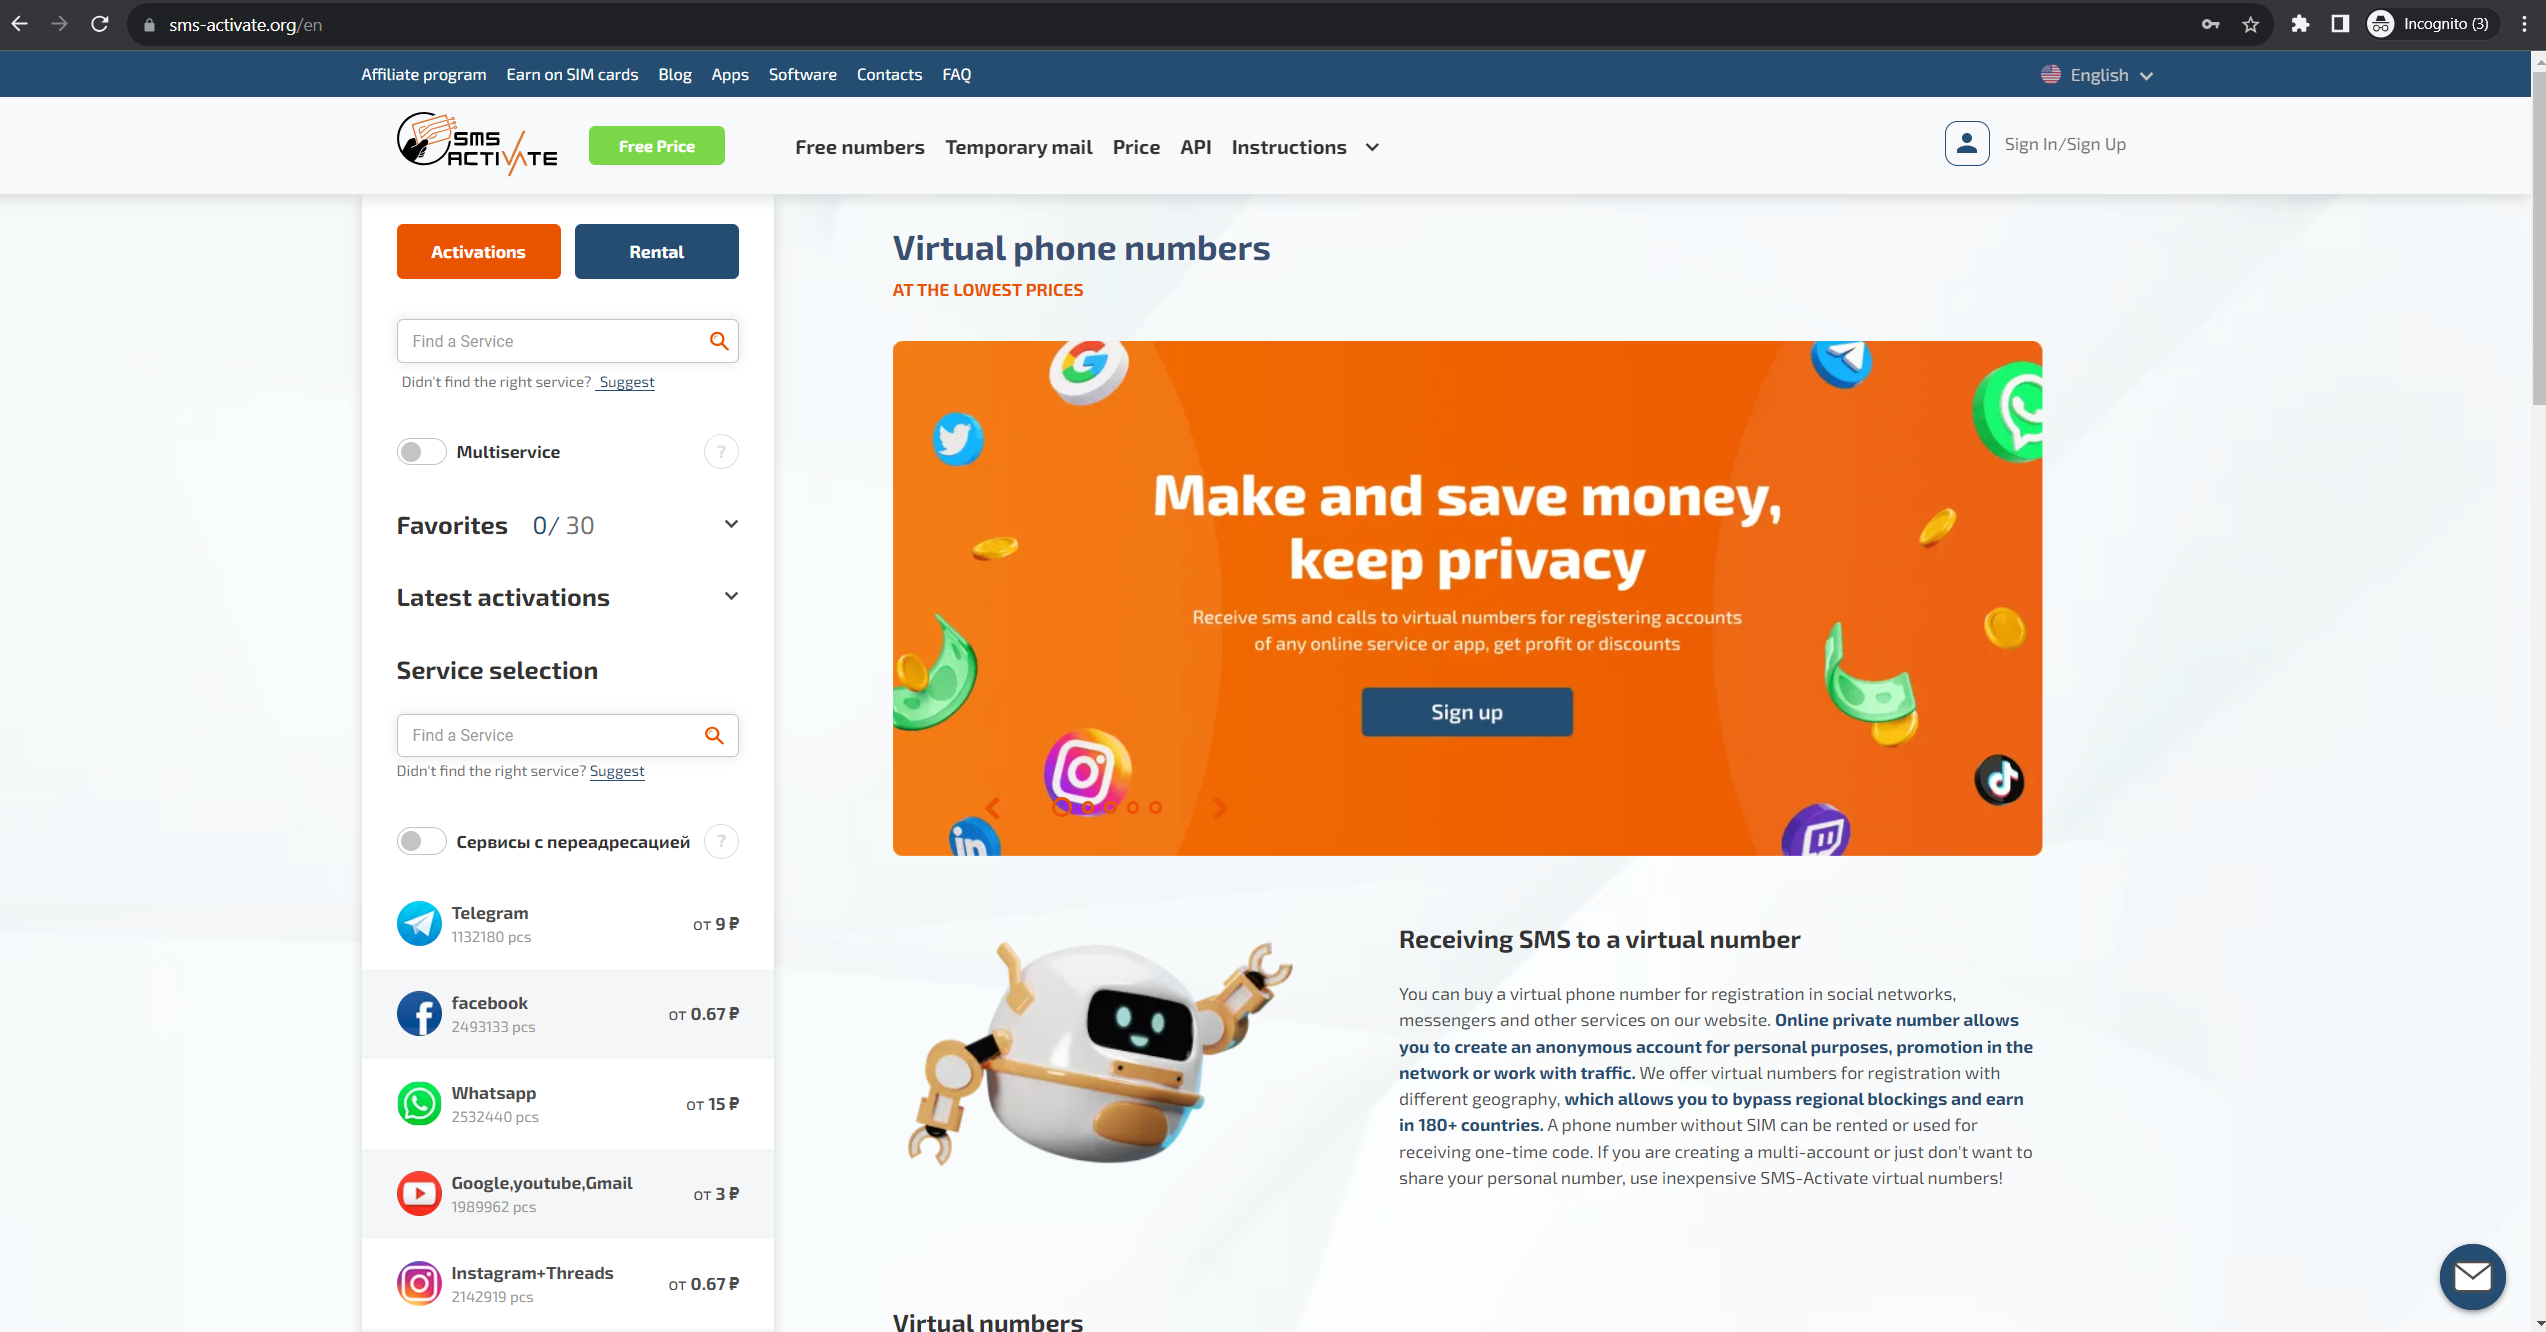 sms-activate.org/en
Incognito (3)
Affiliate program Earn on SIM cards Blog Apps Software Contacts FAQ
English
SMS
ACTIVATE
Free Price
Free numbers Temporary mail Price API Instructions
Sign In/Sign Up
Activations Rental
Find a Service
Didn't find the right service? Suggest
Multiservice ?
Favorites 0/ 30
Latest activations
Service selection
Find a Service
Didn't find the right service? Suggest
Сервисы с переадресацией ?
Telegram
1132180 pcs
от 9 ₽
facebook
2493133 pcs
от 0.67 ₽
Whatsapp
2532440 pcs
от 15 ₽
Google,youtube,Gmail
1989962 pcs
от 3 ₽
Instagram+Threads
2142919 pcs
от 0.67 ₽
Virtual phone numbers
AT THE LOWEST PRICES
Make and save money,
keep privacy
Receive sms and calls to virtual numbers for registering accounts
of any online service or app, get profit or discounts
Sign up
in
Receiving SMS to a virtual number
You can buy a virtual phone number for registration in social networks,
messengers and other services on our website. Online private number allows
you to create an anonymous account for personal purposes, promotion in the
network or work with traffic. We offer virtual numbers for registration with
different geography, which allows you to bypass regional blockings and earn
in 180+ countries. A phone number without SIM can be rented or used for
receiving one-time code. If you are creating a multi-account or just don't want to
share your personal number, use inexpensive SMS-Activate virtual numbers!
Virtual numbers